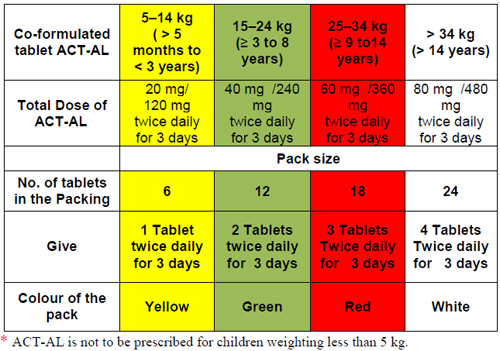 Co-formulated
tablet ACT-AL
5–14 kg
( > 5
months to
< 3 years)
15–24 kg
(≥ 3 to 8
years)
25–34 kg
(≥ 9 to14
years)
> 34 kg
(> 14 years)
Total Dose of
ACT-AL
20 mg/
120 mg
twice daily
for 3 days
40 mg /240
mg
twice daily
for 3 days
60 mg /360
mg
twice daily
for 3 days
80 mg /480
mg
twice daily
for 3 days
Pack size
No. of tablets
in the Packing
6
12
18
24
Give
1 Tablet
twice daily
for 3 days
2 Tablets
twice daily
for 3 days
3 Tablets
Twice daily
for 3 days
4 Tablets
Twice daily
for 3 days
Colour of the
pack
Yellow
Green
Red
White
* ACT-AL is not to be prescribed for children weighting less than 5 kg.